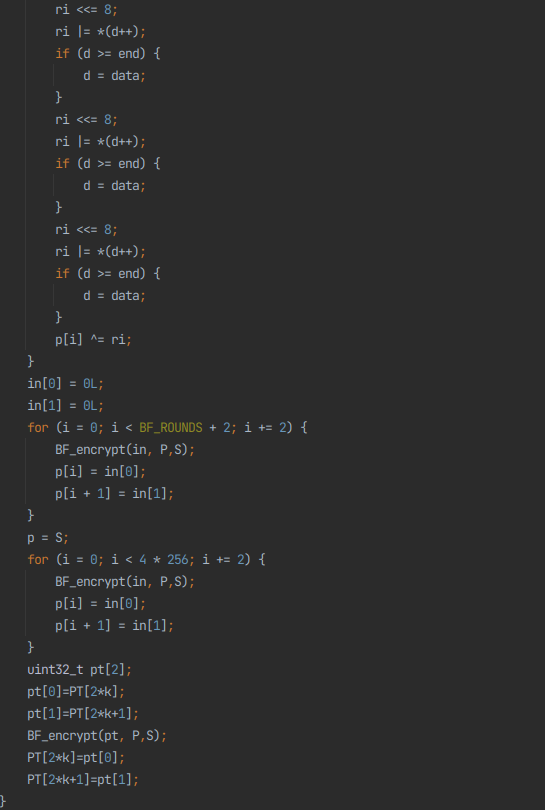 ri <<= 8;
ri |= *(d++);
if (d >= end) {
d = data;
}
ri <<= 8;
ri |= *(d++);
if (d >= end) {
d = data;
}
ri <<= 8;
ri |= *(d++);
if (d >= end) {
d = data;
}
p[i] ^= ri;
}
in[0] = 0L;
in[1] = 0L;
for (i = 0; i < BF_ROUNDS + 2; i += 2) {
BF_encrypt(in, P,S);
p[i] = in[0];
p[i + 1] = in[1];
}
p = S;
for (i = 0; i < 4 * 256; i += 2) {
BF_encrypt(in, P,S);
p[i] = in[0];
p[i + 1] = in[1];
}
uint32_t pt[2];
pt[0]=PT[2*k];
pt[1]=PT[2*k+1];
BF_encrypt(pt, P,S);
PT[2*k]=pt[0];
PT[2*k+1]=pt[1];
}